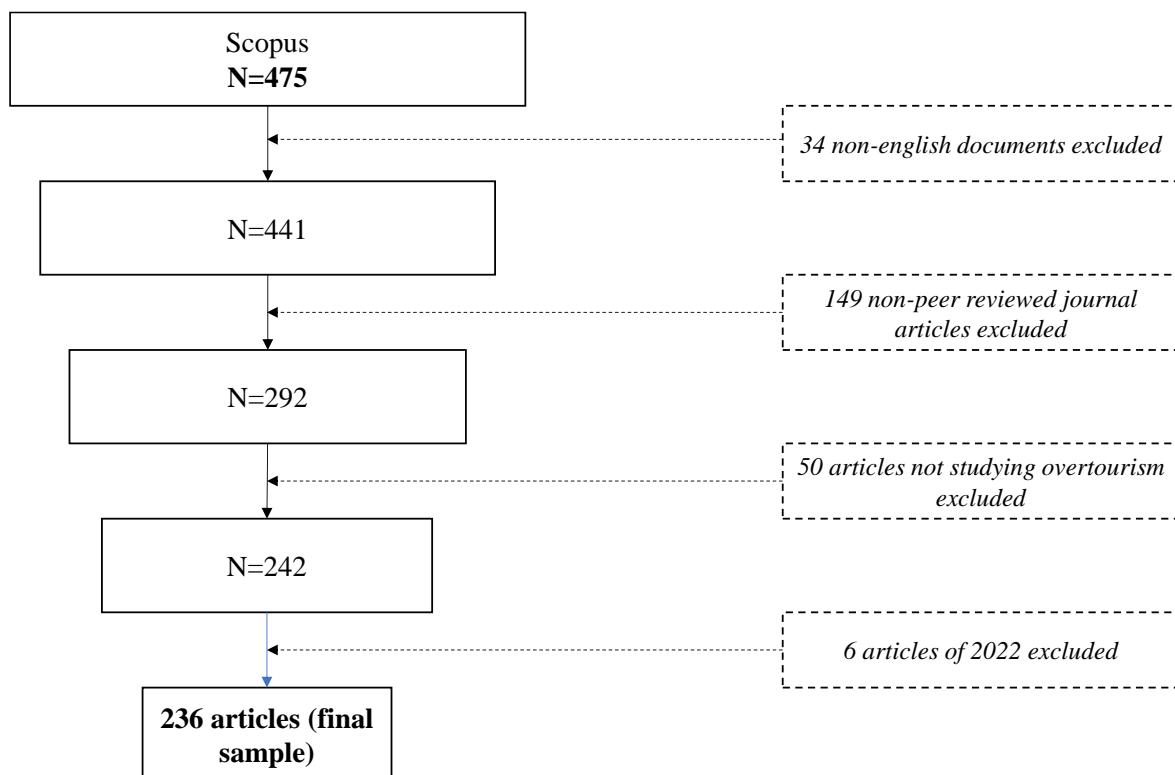 Scopus
N=475
34 non-english documents excluded
N=441
149 non-peer reviewed journal
articles excluded
N=292
50 articles not studying overtourism
excluded
N=242
6 articles of 2022 excluded
236 articles (final
sample)